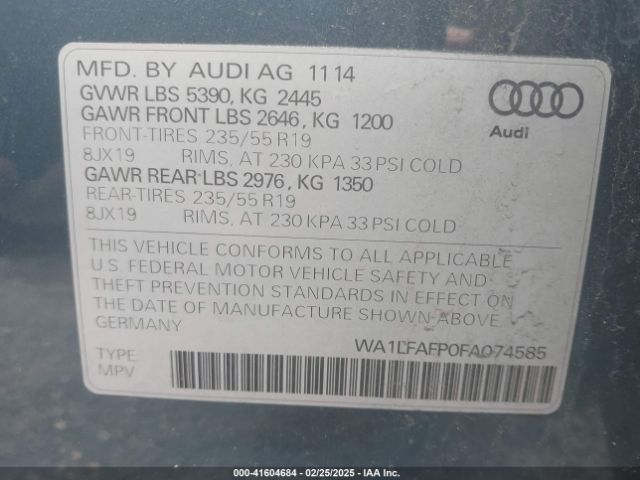 MFD. BY AUDI AG 11 14
GVWR LBS 5390, KG 2445
GAWR FRONT LBS 2646, KG 1200
FRONT-TIRES 235/55 R19
8JX19 RIMS, AT 230 KPA 33 PSI COLD
GAWR REAR LBS 2976, KG 1350
REAR-TIRES 235/55 R19
8JX19 RIMS, AT 230 KPA 33 PSI COLD
Audi
THIS VEHICLE CONFORMS TO ALL APPLICABLE
U.S. FEDERAL MOTOR VEHICLE SAFETY AND
THEFT PREVENTION STANDARDS IN EFFECT ON
THE DATE OF MANUFACTURE SHOWN ABOVE.
GERMANY
WA1LFAFP0FA074585
TYPE:
MPV
000-41604684 - 02/25/2025 - IAA Inc.